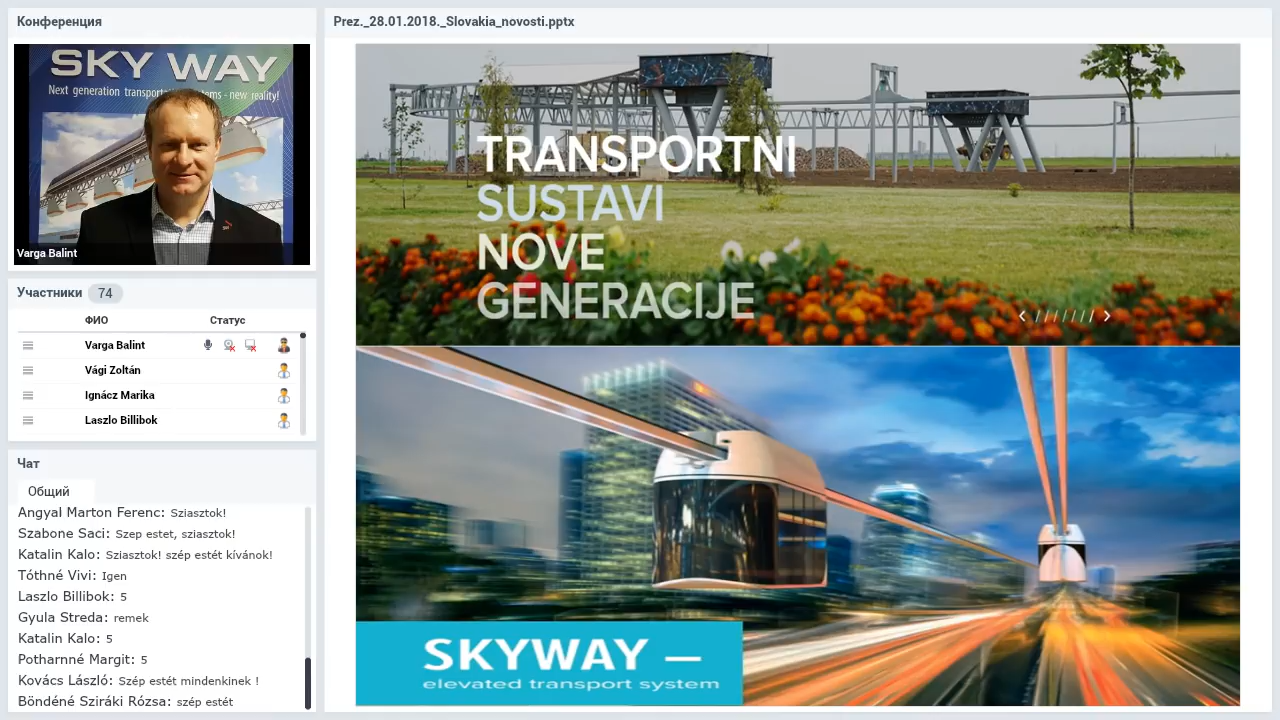 Конференция
SKY WAY
Next generation transportation systems - new reality!
Varga Balint
Участники 74
ФИО Статус
Varga Balint
Vági Zoltán
Ignácz Marika
Laszlo Billibok
Чат
Общий
Angyal Marton Ferenc: Sziasztok!
Szabone Saci: Szep estet, sziasztok!
Katalin Kalo: Sziasztok! szép estét kívánok!
Tóthné Vivi: Igen
Laszlo Billibok: 5
Gyula Streda: remek
Katalin Kalo: 5
Potharnné Margit: 5
Kovács László: Szép estét mindenkinek !
Böndéné Sziráki Rózsa: szép estét
Prez._28.01.2018._Slovakia_novosti.pptx
TRANSPORTNI
SUSTAVI
NOVE
GENERACIJE
SKYWAY —
elevated transport system